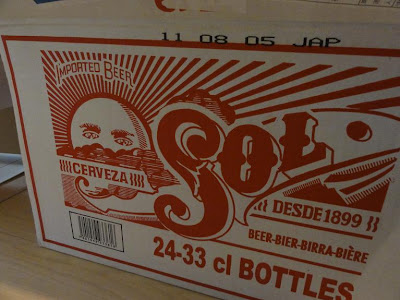 11 08 05 JAP
IMPORTED BEER
CERVEZA
SOL
DESDE 1899
BEER-BIER-BIRRA-BIÈRE
24-33 cl BOTTLES